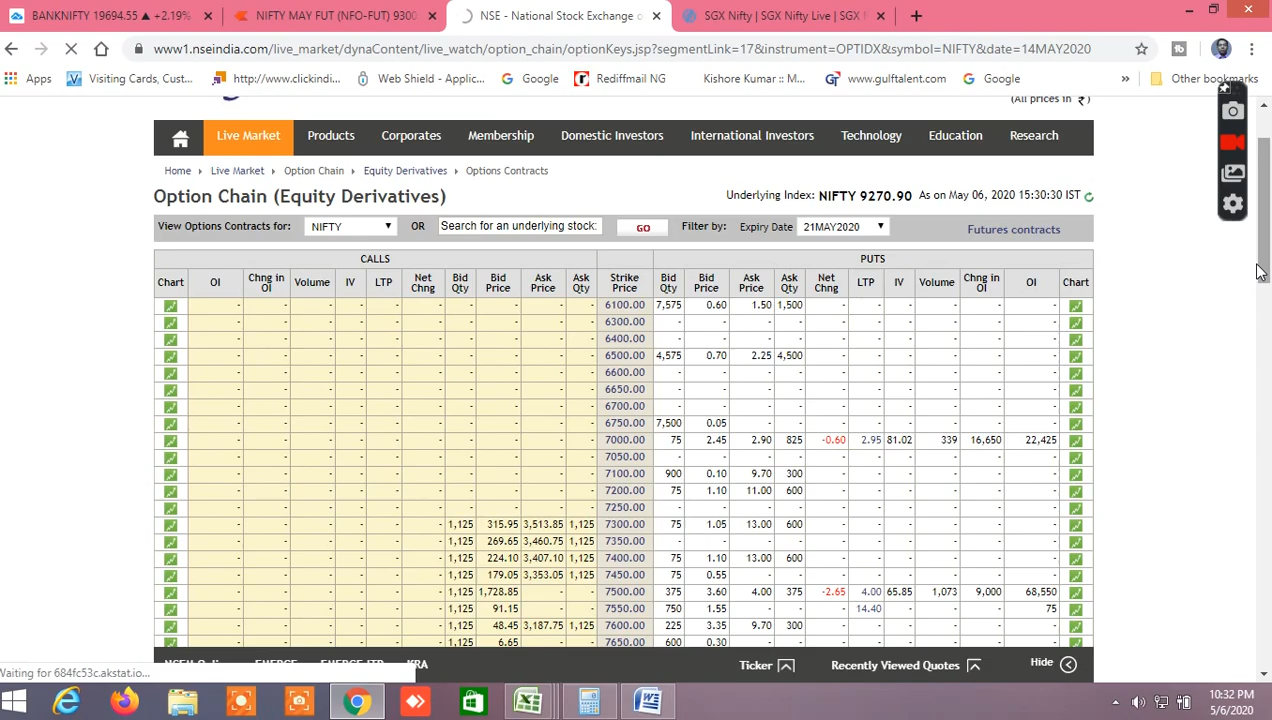 BANKNIFTY 19694.55 ▲ +2.19% × NIFTY MAY FUT (NFO-FUT) 9300 × NSE - National Stock Exchange o × SGX Nifty | SGX Nifty Live | SGX N × +
www1.nseindia.com/live_market/dynaContent/live_watch/option_chain/optionKeys.jsp?segmentLink=17&instrument=OPTIDX&symbol=NIFTY&date=14MAY2020
Apps Visiting Cards, Cust... http://www.clickindi... Web Shield - Applic... Google Rediffmail NG Kishore Kumar :: M... www.gulftalent.com Google » Other bookmarks
(All prices in ₹)
Live Market Products Corporates Membership Domestic Investors International Investors Technology Education Research
Home Live Market Option Chain Equity Derivatives Options Contracts
Option Chain (Equity Derivatives) Underlying Index: NIFTY 9270.90 As on May 06, 2020 15:30:30 IST
View Options Contracts for: NIFTY OR Search for an underlying stock: GO Filter by: Expiry Date 21MAY2020 Futures contracts
CALLS PUTS
Chart OI Chng in OI Volume IV LTP Net Chng Bid Qty Bid Price Ask Price Ask Qty Strike Price Bid Qty Bid Price Ask Price Ask Qty Net Chng LTP IV Volume Chng in OI OI Chart
- - - - - - - - - - 6100.00 7,575 0.60 1.50 1,500 - - - - - -
- - - - - - - - - - 6300.00 - - - - - - - - - -
- - - - - - - - - - 6400.00 - - - - - - - - - -
- - - - - - - - - - 6500.00 4,575 0.70 2.25 4,500 - - - - - -
- - - - - - - - - - 6600.00 - - - - - - - - - -
- - - - - - - - - - 6650.00 - - - - - - - - - -
- - - - - - - - - - 6700.00 - - - - - - - - - -
- - - - - - - - - - 6750.00 7,500 0.05 - - - - - - - -
- - - - - - - - - - 7000.00 75 2.45 2.90 825 -0.60 2.95 81.02 339 16,650 22,425
- - - - - - - - - - 7050.00 - - - - - - - - - -
- - - - - - - - - - 7100.00 900 0.10 9.70 300 - - - - - -
- - - - - - - - - - 7200.00 75 1.10 11.00 600 - - - - - -
- - - - - - - - - - 7250.00 - - - - - - - - - -
- - - - - - 1,125 315.95 3,513.85 1,125 7300.00 75 1.05 13.00 600 - - - - - -
- - - - - - 1,125 269.65 3,460.75 1,125 7350.00 - - - - - - - - - -
- - - - - - 1,125 224.10 3,407.10 1,125 7400.00 75 1.10 13.00 600 - - - - - -
- - - - - - 1,125 179.05 3,353.05 1,125 7450.00 75 0.55 - - - - - - - -
- - - - - - 1,125 1,728.85 - - 7500.00 375 3.60 4.00 375 -2.65 4.00 65.85 1,073 9,000 68,550
- - - - - - 1,125 91.15 - - 7550.00 750 1.55 - - - 14.40 - - - 75
- - - - - - 1,125 48.45 3,187.75 1,125 7600.00 225 3.35 9.70 300 - - - - - -
- - - - - - 1,125 6.65 - - 7650.00 600 0.30 - - - - - - - -
KRA Ticker Recently Viewed Quotes Hide
Waiting for 684fc53c.akstat.io...
10:32 PM
5/6/2020